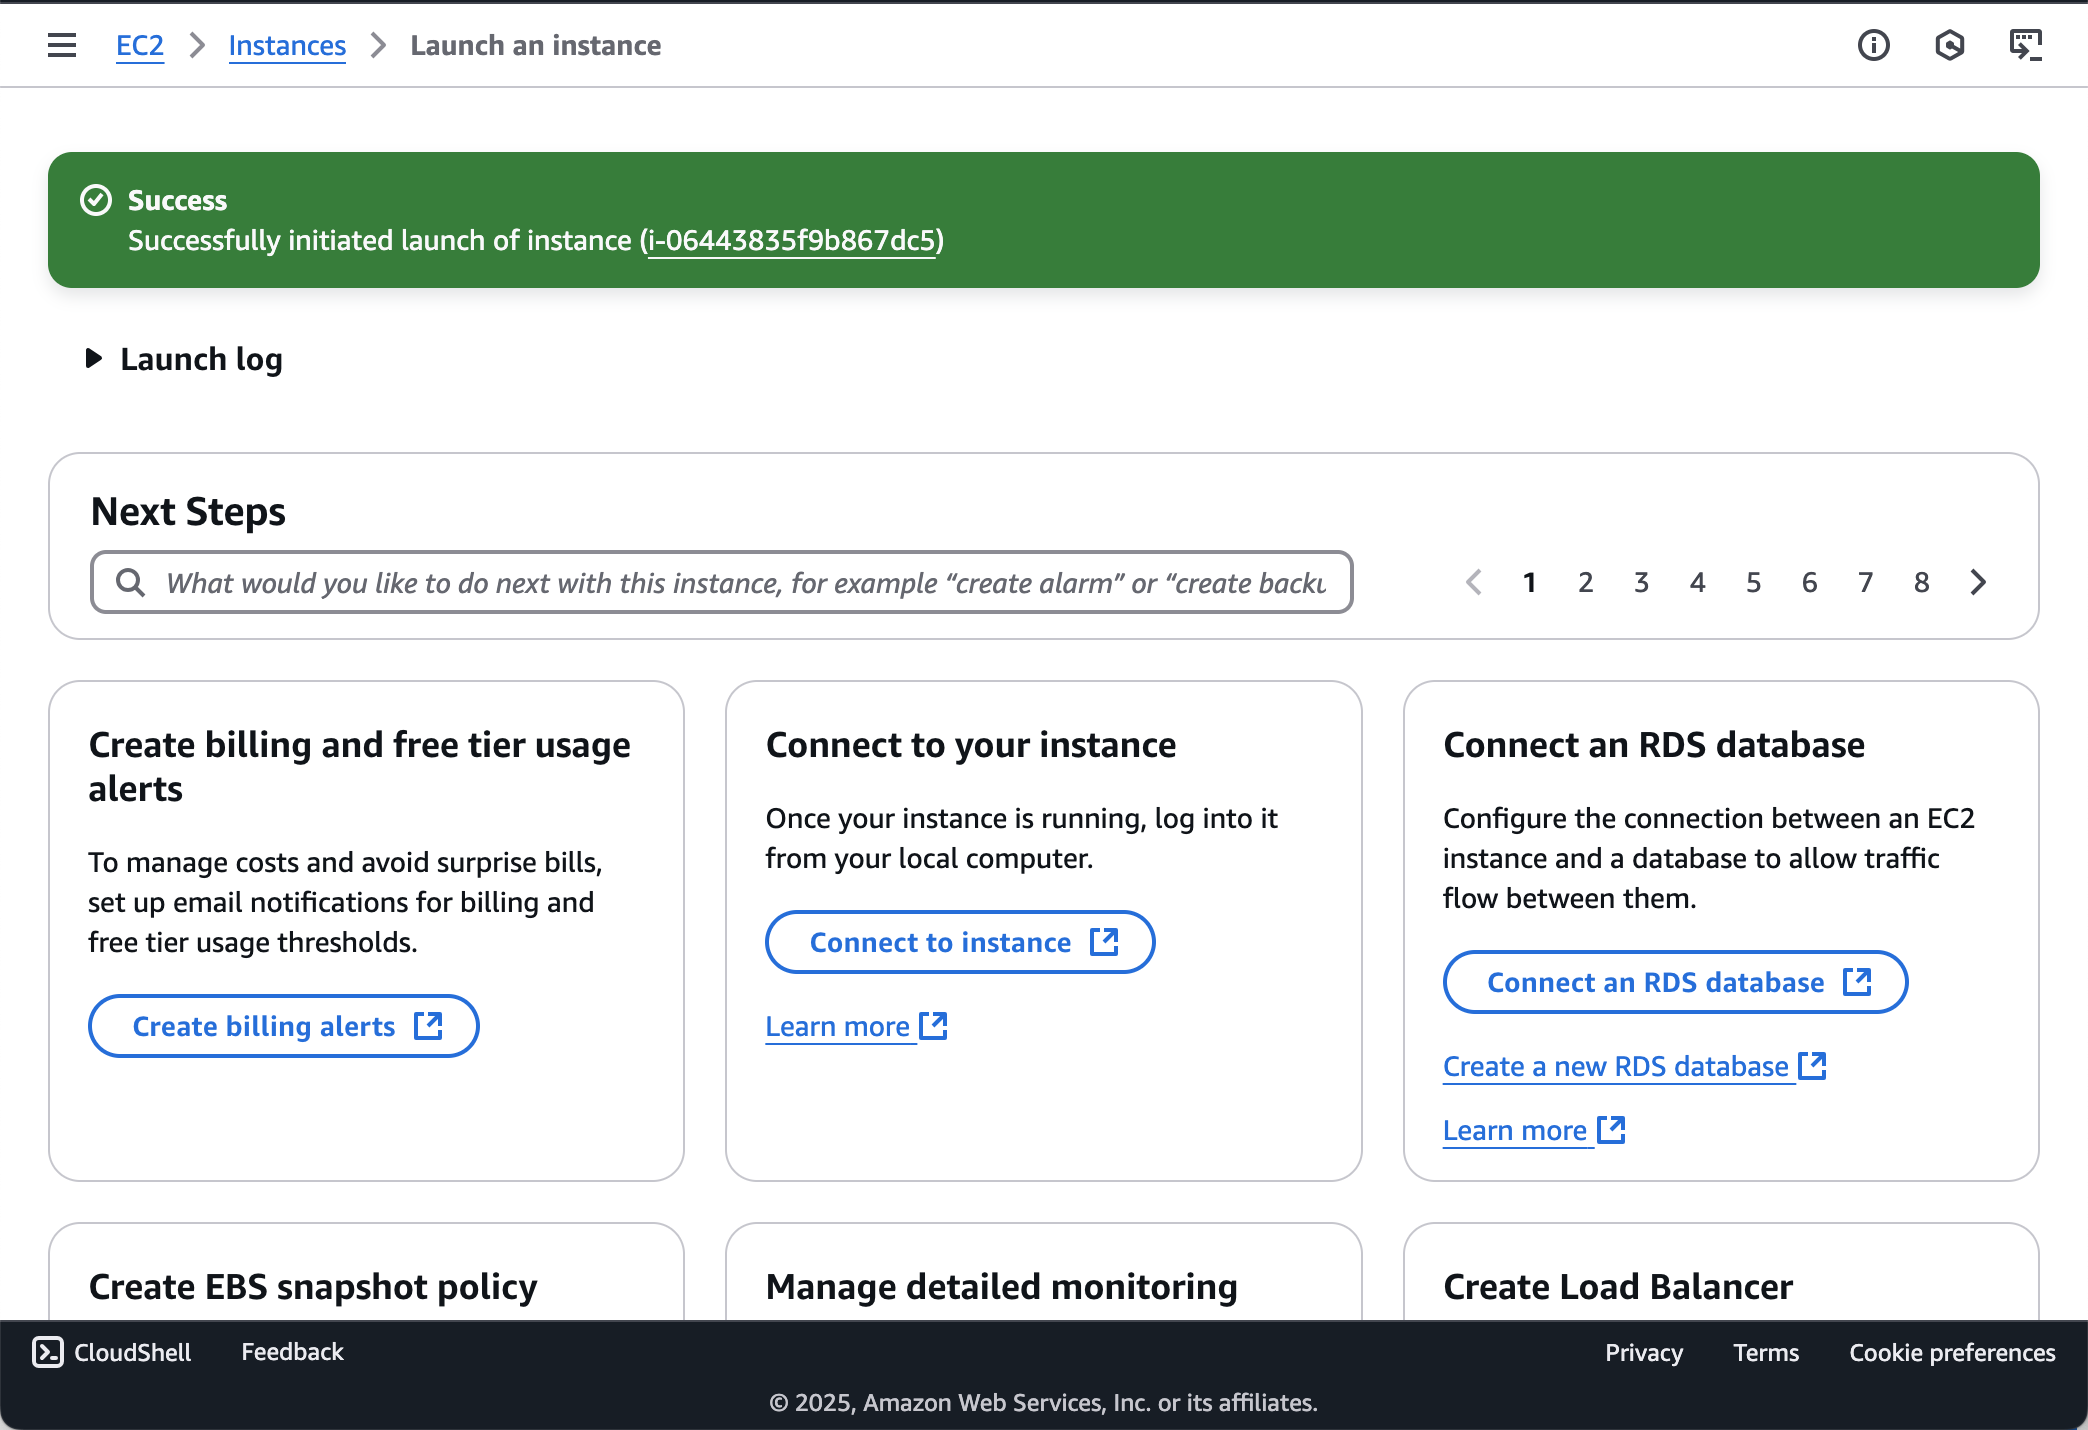 EC2 Instances Launch an instance
Success
Successfully initiated launch of instance (i-06443835f9b867dc5)
Launch log
Next Steps
What would you like to do next with this instance, for example “create alarm” or “create backu
1 2 3 4 5 6 7 8
Create billing and free tier usage
alerts
To manage costs and avoid surprise bills,
set up email notifications for billing and
free tier usage thresholds.
Create billing alerts
Connect to your instance
Once your instance is running, log into it
from your local computer.
Connect to instance
Learn more
Connect an RDS database
Configure the connection between an EC2
instance and a database to allow traffic
flow between them.
Connect an RDS database
Create a new RDS database
Learn more
Create EBS snapshot policy
Manage detailed monitoring
Create Load Balancer
CloudShell Feedback Privacy Terms Cookie preferences
© 2025, Amazon Web Services, Inc. or its affiliates.